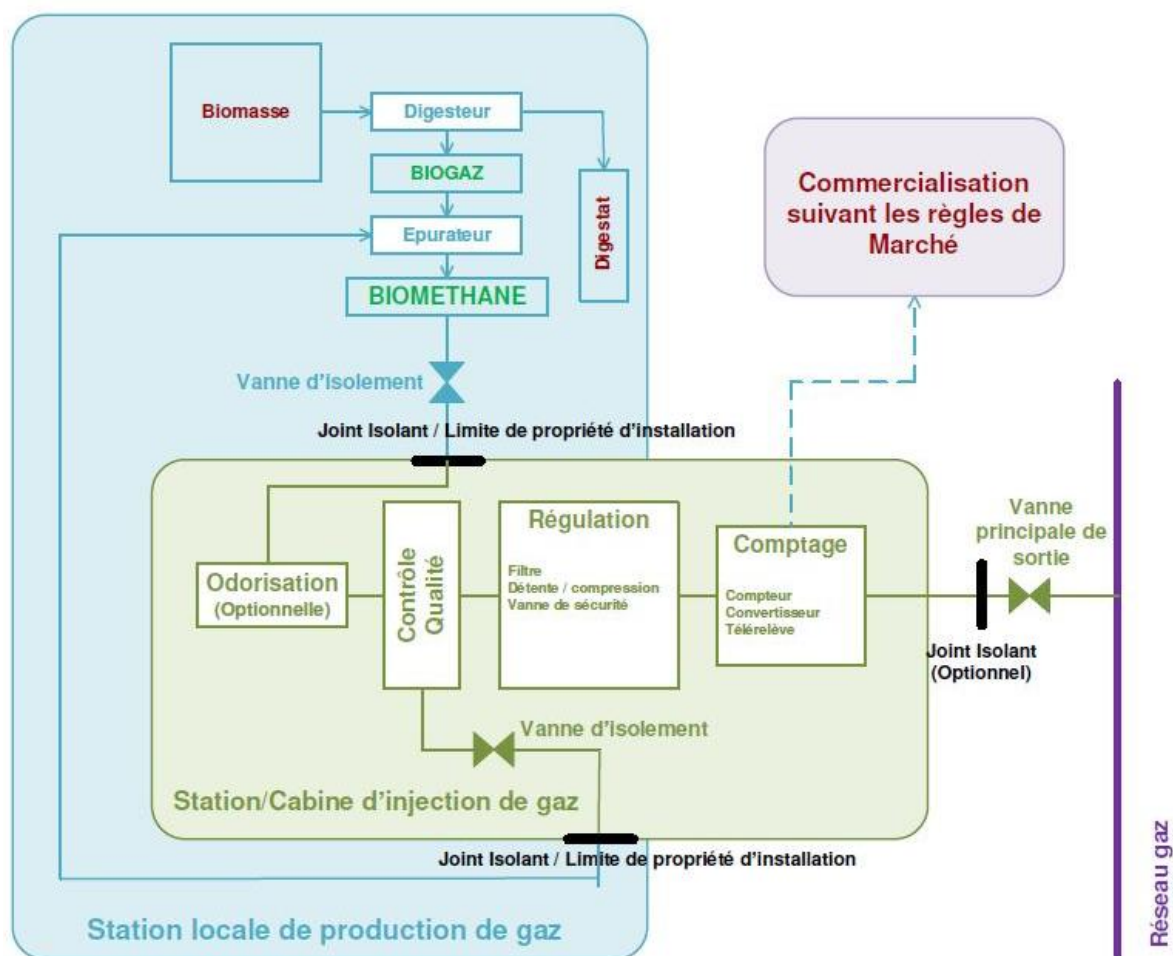 Biomasse
Digesteur
BIOGAZ
Epurateur
BIOMETHANE
Digestat
Commercialisation
suivant les règles de
Marché
Vanne d'isolement
Joint Isolant / Limite de propriété d'installation
Odorisation
(Optionnelle)
Contrôle
Qualité
Régulation
Filtre
Détente / compression
Vanne de sécurité
Comptage
Compteur
Convertisseur
Télérelève
Vanne
principale de
sortie
Joint Isolant
(Optionnel)
Vanne d'isolement
Station/Cabine d'injection de gaz
Joint Isolant / Limite de propriété d'installation
Station locale de production de gaz
Réseau gaz